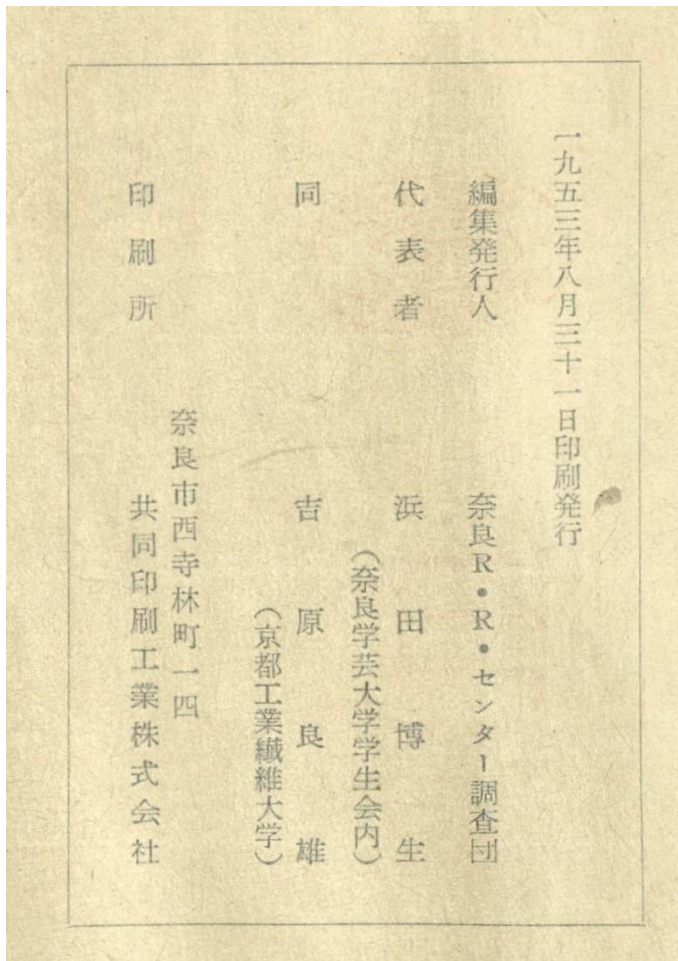 一九五三年八月三十一日印刷発行
編集発行人　奈良R・R・センター調査団
代表者　浜田博生
（奈良学芸大学学生会内）
同　吉原良雄
（京都工業繊維大学）
奈良市西寺林町一四
印刷所　共同印刷工業株式会社